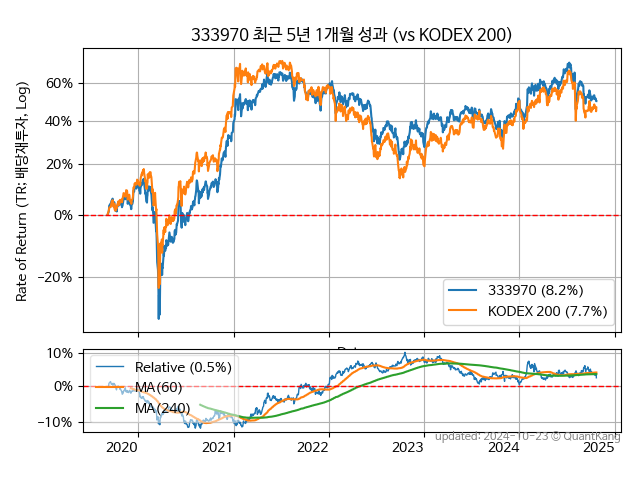 333970 최근 5년 1개월 성과 (vs KODEX 200)
Rate of Return (TR: 배당재투자, Log)
60%
40%
20%
0%
−20%
333970 (8.2%)
KODEX 200 (7.7%)
10%
0%
−10%
Relative (0.5%)
MA(60)
MA(240)
2020 2021 2022 2023 2024 2025
updated: 2024-10-23 © QuantKang